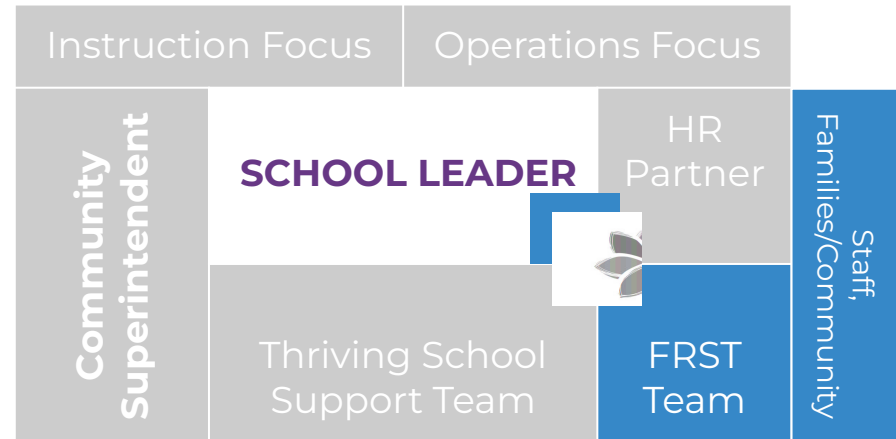 Instruction Focus
Operations Focus
Community
Superintendent
SCHOOL LEADER
HR
Partner
Thriving School
Support Team
FRST
Team
Staff,
Families/Community